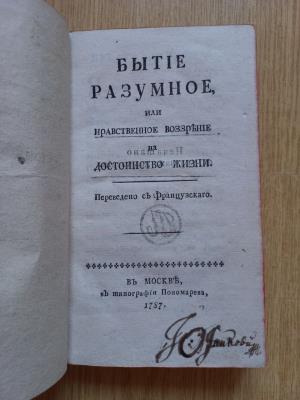 БЫТІЕ
РАЗУМНОЕ,
или
НРАВСТВЕННОЕ ВОЗЗРѢНІЕ
на
ДОСТОИНСТВО ЖИЗНИ.
Переведено съ Французскаго.
ВЪ МОСКВѢ,
въ типографіи Пономарева,
1787.